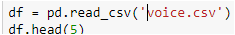 df = pd.read_csv('voice.csv')
df.head(5)